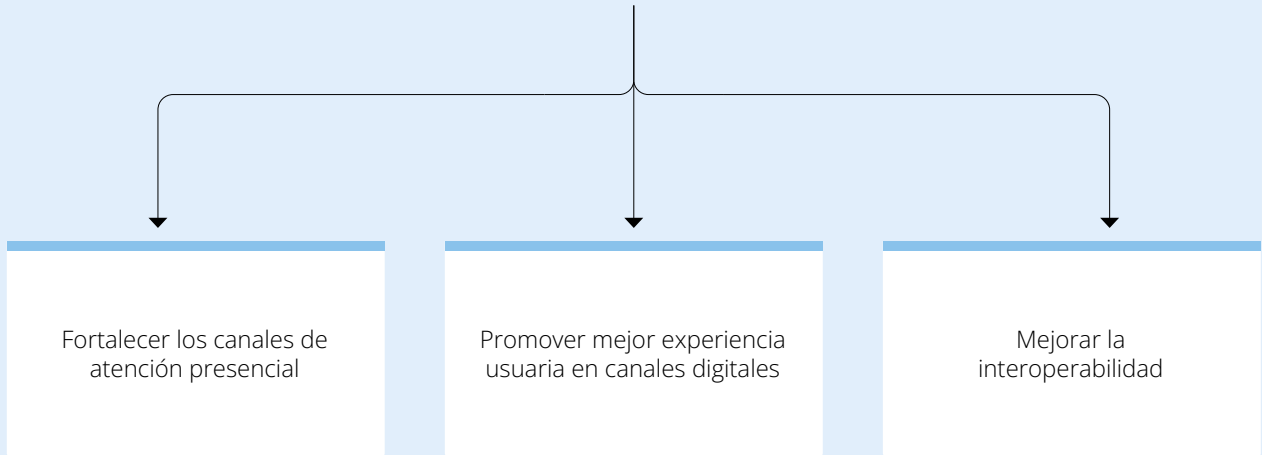 Fortalecer los canales de
atención presencial
Promover mejor experiencia
usuaria en canales digitales
Mejorar la
interoperabilidad